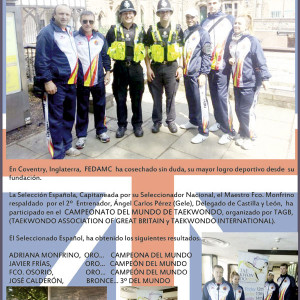 En Coventry, Inglaterra, FEDAMC ha cosechado sin duda, su mayor logro deportivo desde su
fundación.
La Selección Española, Capitaneada por su Seleccionador Nacional, el Maestro Fco. Monfrino
respaldado por el 2º Entrenador, Ángel Carlos Pérez (Gele), Delegado de Castilla y León, ha
participado en el CAMPEONATO DEL MUNDO DE TAEKWONDO, organizado por TAGB,
(TAEKWONDO ASSOCIATION OF GREAT BRITAIN y TAEKWONDO INTERNATIONAL).
El Seleccionado Español, ha obtenido los siguientes resultados.
ADRIANA MONFRINO, ORO... CAMPEONA DEL MUNDO
JAVIER FRÍAS, ORO... CAMPEÓN DEL MUNDO
FCO. OSORIO, ORO... CAMPEÓN DEL MUNDO
JOSÉ CALDERÓN, BRONCE... 3º DEL MUNDO